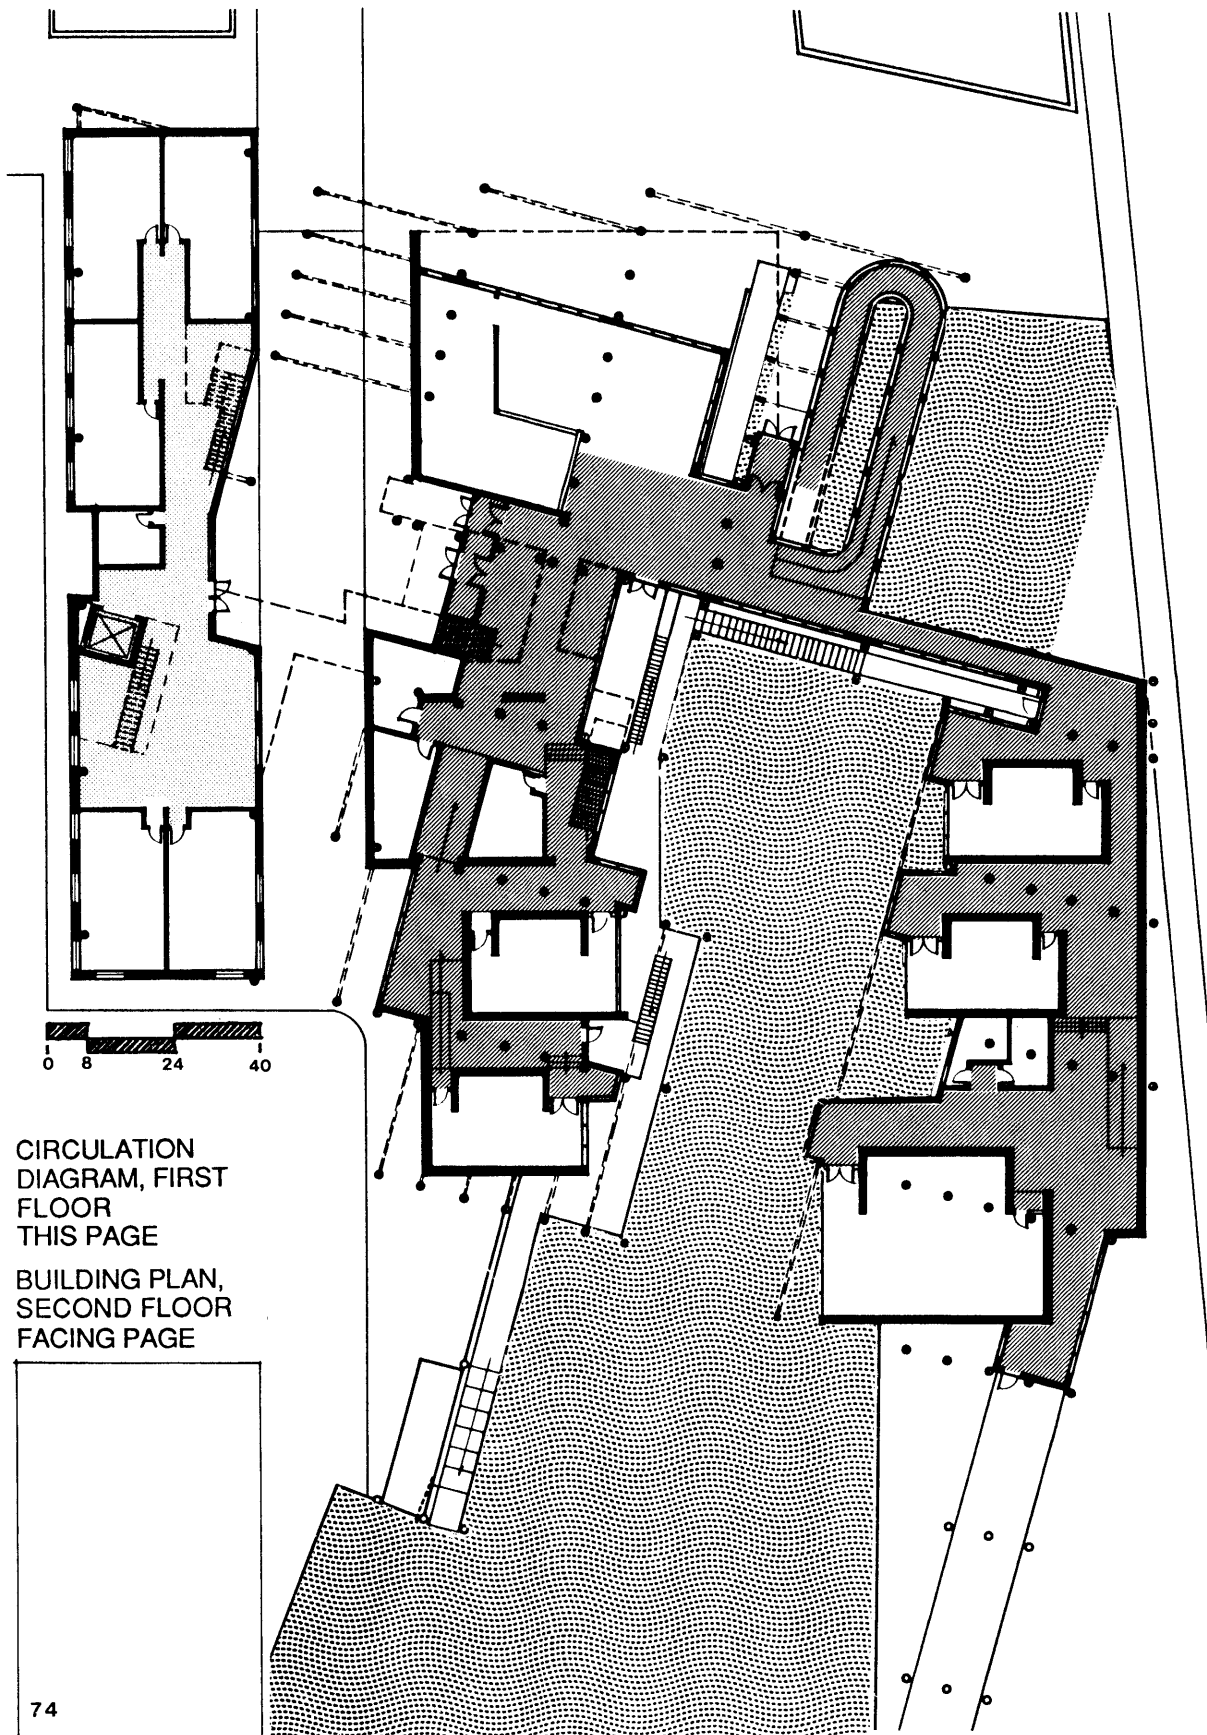 0 8 24 40
CIRCULATION
DIAGRAM, FIRST
FLOOR
THIS PAGE
BUILDING PLAN,
SECOND FLOOR
FACING PAGE
74